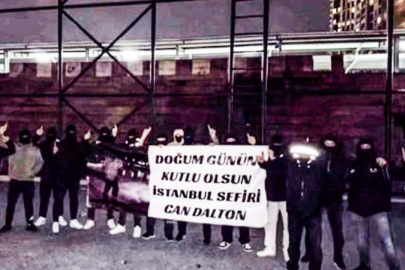 DOĞUM GÜNÜN
KUTLU OLSUN
İSTANBUL SEFİRİ
CAN DALTON